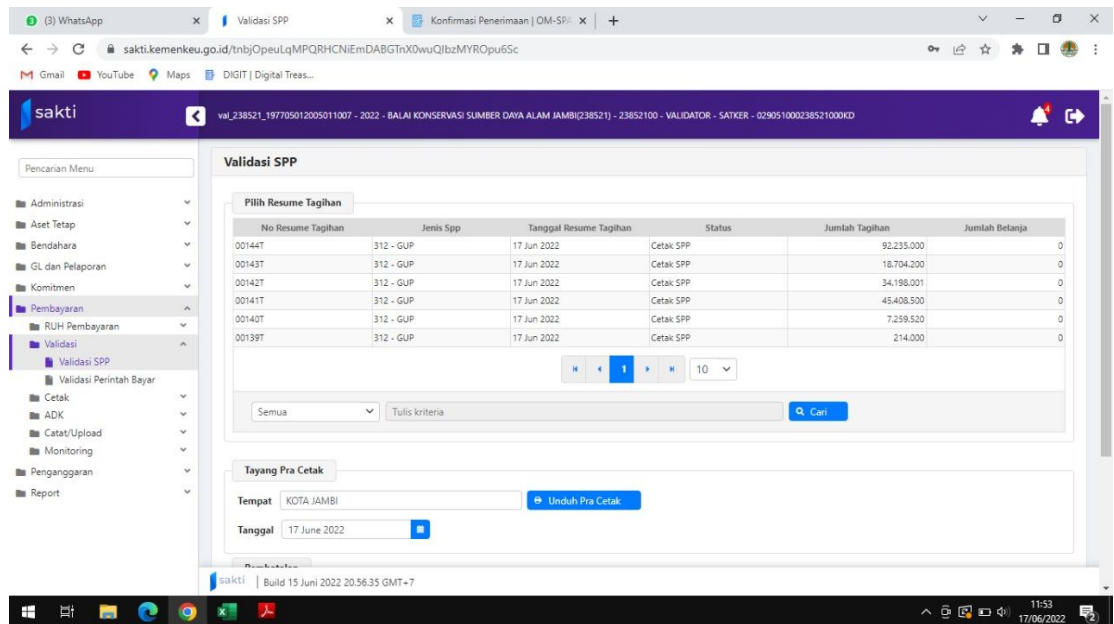 (3) WhatsApp
Validasi SPP
Konfirmasi Penerimaan | OM-SPA
sakti.kemenkeu.go.id/tnbjOpeuLqMPQRHCNiEmDABGTnX0wuQIbzMYROpu6Sc
Gmail YouTube Maps DIGIT | Digital Treas...
sakti
val_238521_197705012005011007 - 2022 - BALAI KONSERVASI SUMBER DAYA ALAM JAMBI(238521) - 23852100 - VALIDATOR - SATKER - 029051000238521000KD
4
Pencarian Menu
Administrasi
Aset Tetap
Bendahara
GL dan Pelaporan
Komitmen
Pembayaran
RUH Pembayaran
Validasi
Validasi SPP
Validasi Perintah Bayar
Cetak
ADK
Catat/Upload
Monitoring
Penganggaran
Report
Validasi SPP
Pilih Resume Tagihan
No Resume Tagihan Jenis Spp Tanggal Resume Tagihan Status Jumlah Tagihan Jumlah Belanja
00144T 312 - GUP 17 Jun 2022 Cetak SPP 92.235.000 0
00143T 312 - GUP 17 Jun 2022 Cetak SPP 18.704.200 0
00142T 312 - GUP 17 Jun 2022 Cetak SPP 34.198.001 0
00141T 312 - GUP 17 Jun 2022 Cetak SPP 45.408.500 0
00140T 312 - GUP 17 Jun 2022 Cetak SPP 7.259.520 0
00139T 312 - GUP 17 Jun 2022 Cetak SPP 214.000 0
1 10
Semua Tulis kriteria Cari
Tayang Pra Cetak
Tempat KOTA JAMBI Unduh Pra Cetak
Tanggal 17 June 2022
sakti | Build 15 Juni 2022 20.56.35 GMT+7
11:53
17/06/2022
2